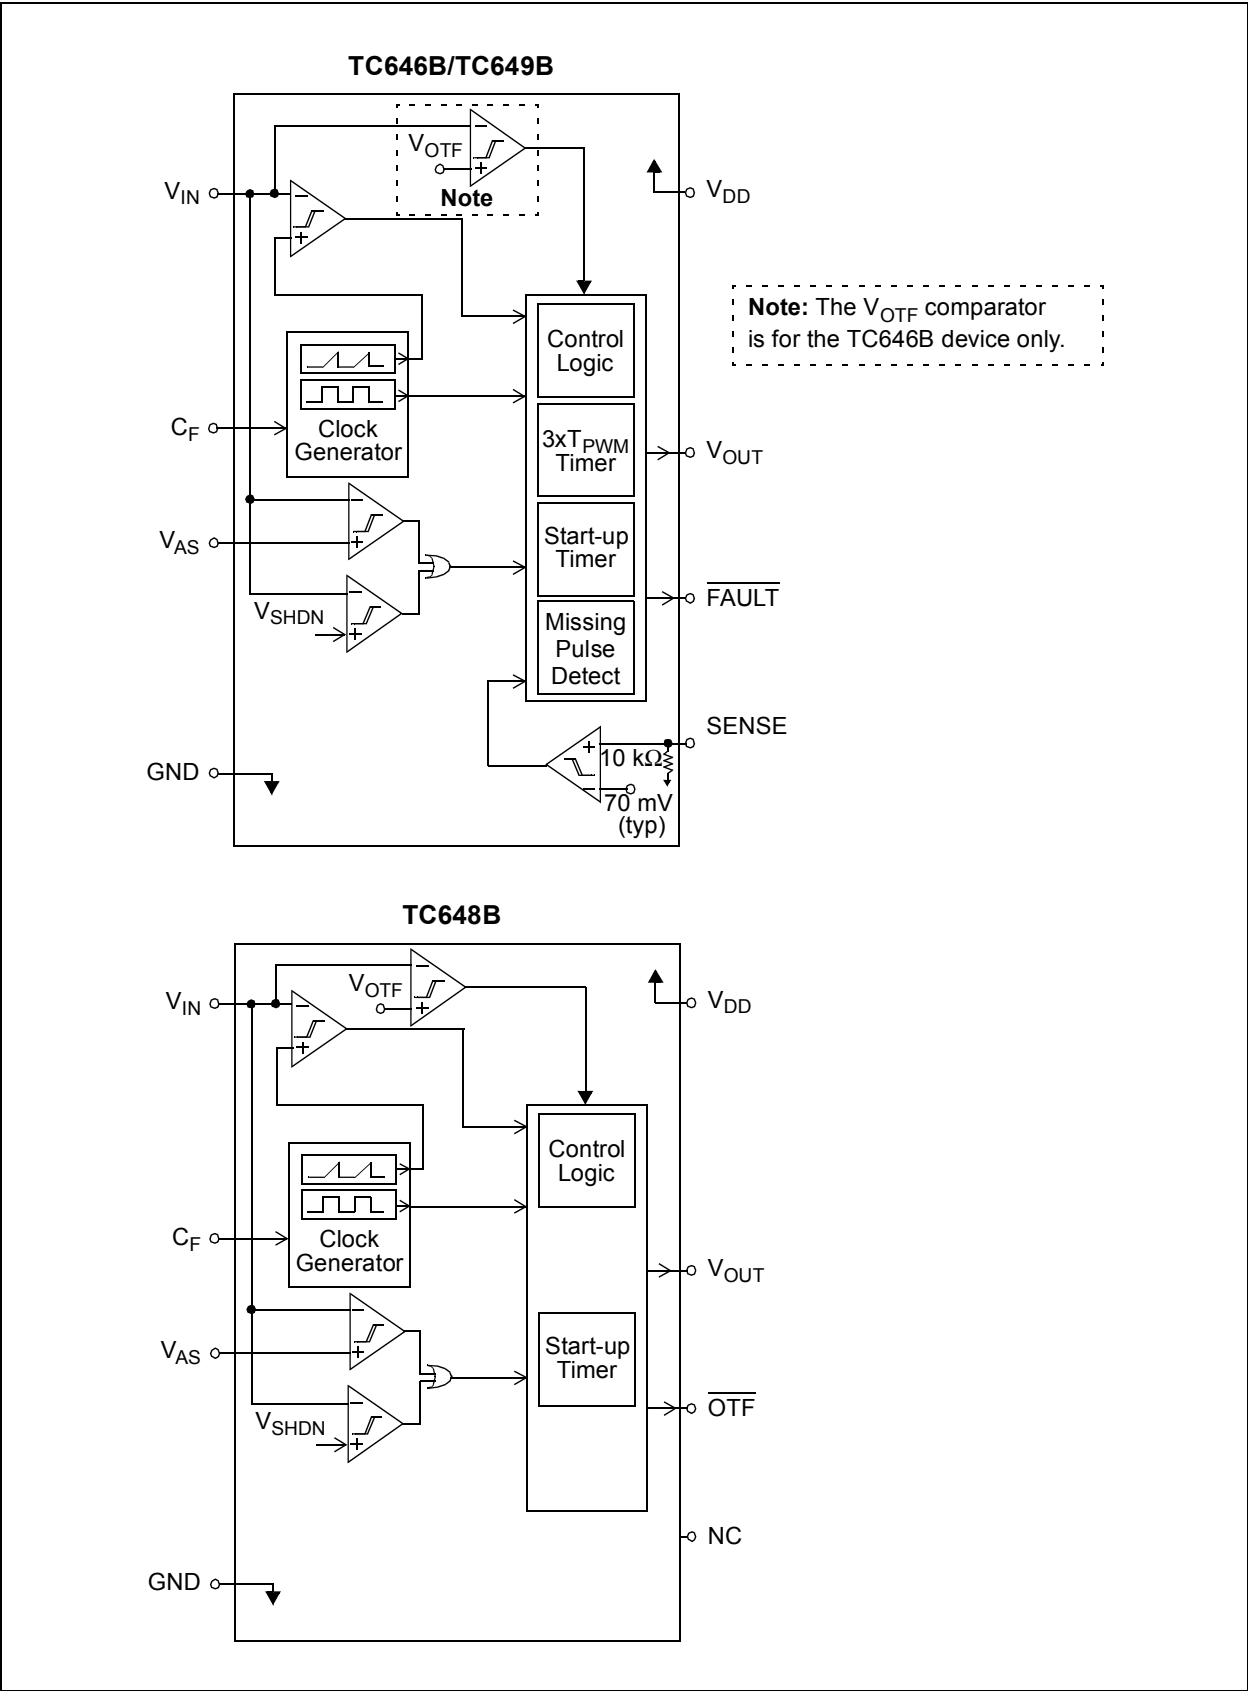 TC646B/TC649B
VOTF
Note
VIN
VDD
Note: The VOTF comparator
is for the TC646B device only.
Control
Logic
CF
Clock
Generator
3xTPWM
Timer
VOUT
VAS
Start-up
Timer
VSHDN
FAULT
Missing
Pulse
Detect
SENSE
10 kΩ
GND
70 mV
(typ)
TC648B
VOTF
VIN
VDD
Control
Logic
CF
Clock
Generator
VOUT
VAS
Start-up
Timer
VSHDN
OTF
NC
GND